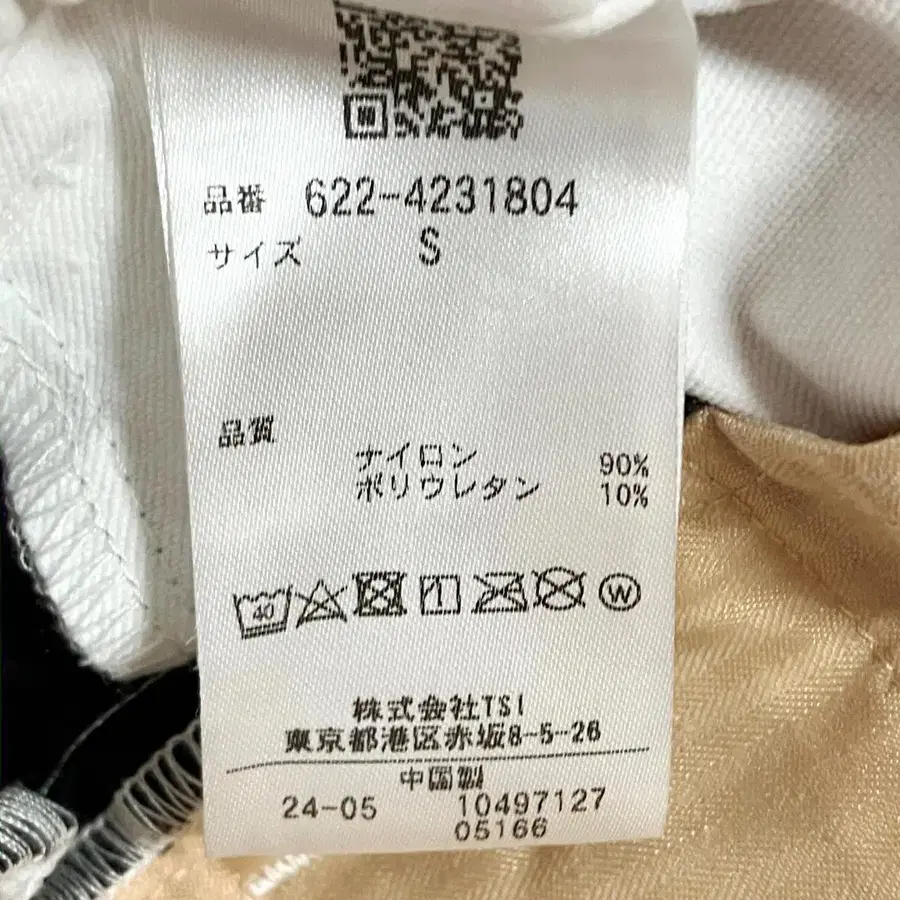 品番 622-4231804
サイズ S
品質
ナイロン 90%
ポリウレタン 10%
40
W
株式会社TSI
東京都港区赤坂8-5-26
中国製
24-05 10497127
05166